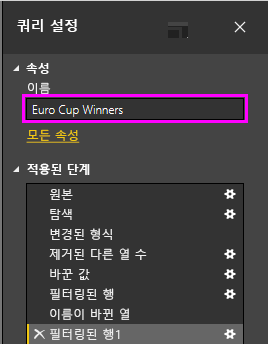 쿼리 설정
속성
이름
Euro Cup Winners
모든 속성
적용된 단계
원본
탐색
변경된 형식
제거된 다른 열 수
바꾼 값
필터링된 행
이름이 바뀐 열
필터링된 행1